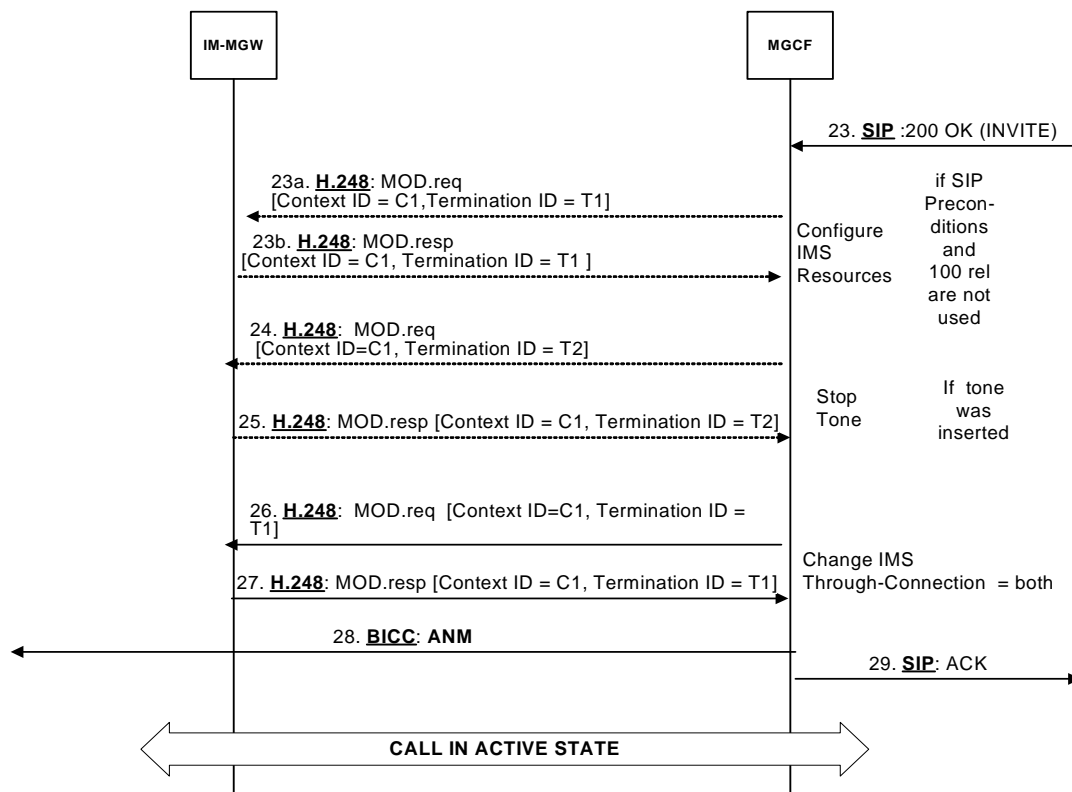 IM-MGW
MGCF
23. SIP :200 OK (INVITE)
23a. H.248: MOD.req
[Context ID = C1,Termination ID = T1]
if SIP
Precon-
ditions
and
100 rel
are not
used
23b. H.248: MOD.resp
[Context ID = C1, Termination ID = T1 ]
Configure
IMS
Resources
24. H.248: MOD.req
[Context ID=C1, Termination ID = T2]
25. H.248: MOD.resp [Context ID = C1, Termination ID = T2]
Stop
Tone
If tone
was
inserted
26. H.248: MOD.req [Context ID=C1, Termination ID =
T1]
27. H.248: MOD.resp [Context ID = C1, Termination ID = T1]
Change IMS
Through-Connection = both
28. BICC: ANM
29. SIP: ACK
CALL IN ACTIVE STATE